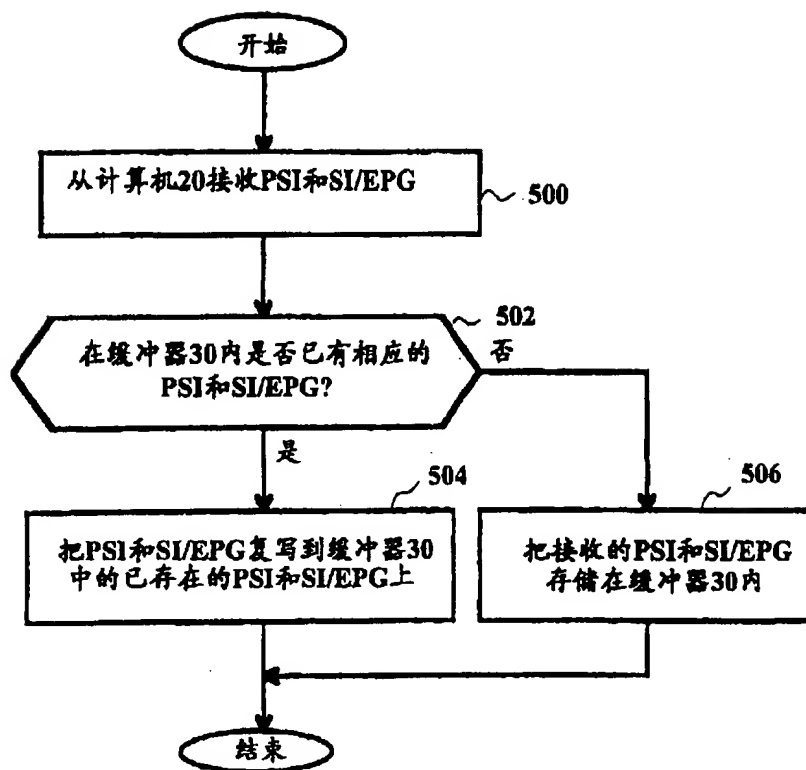 开始
从计算机20接收PSI和SI/EPG
500
502
在缓冲器30内是否已有相应的
PSI和SI/EPG?
否
是
504
506
把PSI和SI/EPG复写到缓冲器30
中的已存在的PSI和SI/EPG上
把接收的PSI和SI/EPG
存储在缓冲器30内
结束